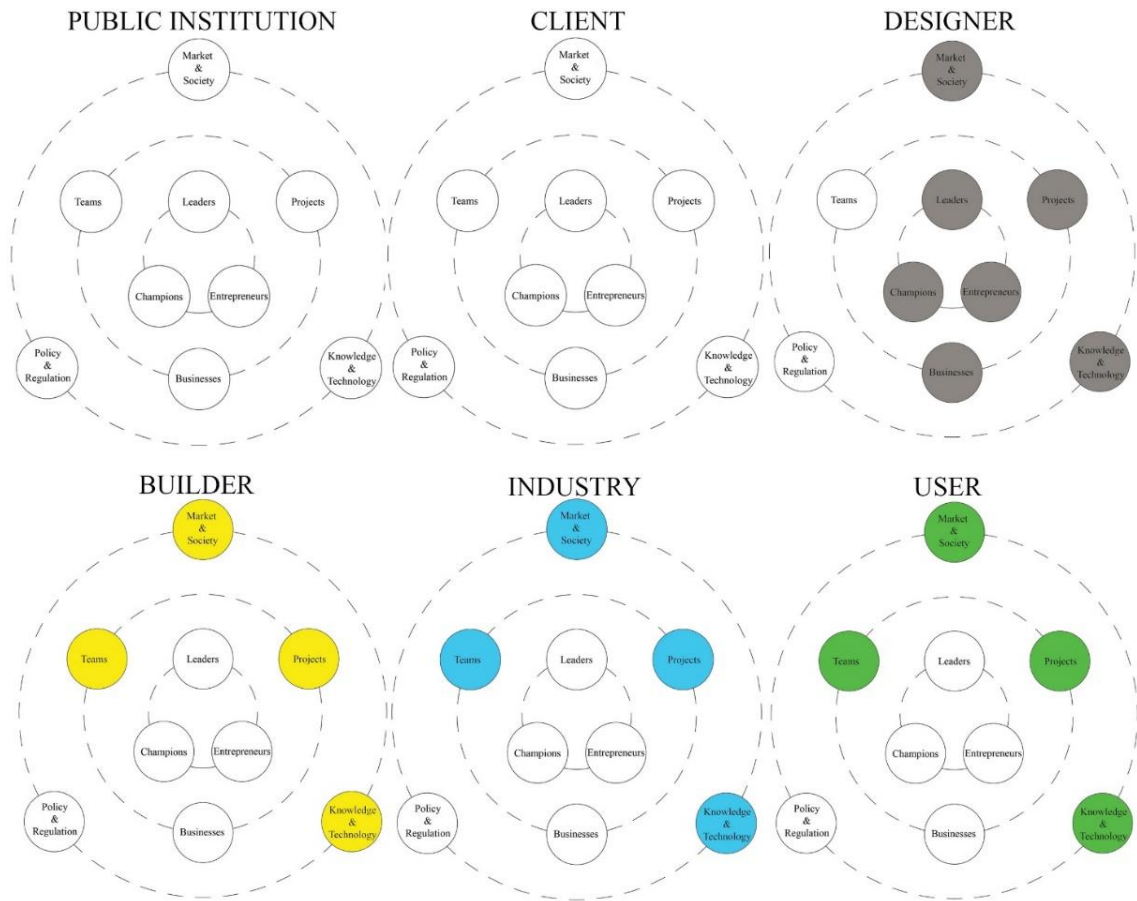 PUBLIC INSTITUTION
Market
&
Society
Teams
Leaders
Projects
Champions
Entrepreneurs
Policy
&
Regulation
Businesses
Knowledge
&
Technology
CLIENT
Market
&
Society
Teams
Leaders
Projects
Champions
Entrepreneurs
Policy
&
Regulation
Businesses
Knowledge
&
Technology
DESIGNER
Market
&
Society
Teams
Leaders
Projects
Champions
Entrepreneurs
Policy
&
Regulation
Businesses
Knowledge
&
Technology
BUILDER
Market
&
Society
Teams
Leaders
Projects
Champions
Entrepreneurs
Policy
&
Regulation
Businesses
Knowledge
&
Technology
INDUSTRY
Market
&
Society
Teams
Leaders
Projects
Champions
Entrepreneurs
Policy
&
Regulation
Businesses
Knowledge
&
Technology
USER
Market
&
Society
Teams
Leaders
Projects
Champions
Entrepreneurs
Policy
&
Regulation
Businesses
Knowledge
&
Technology